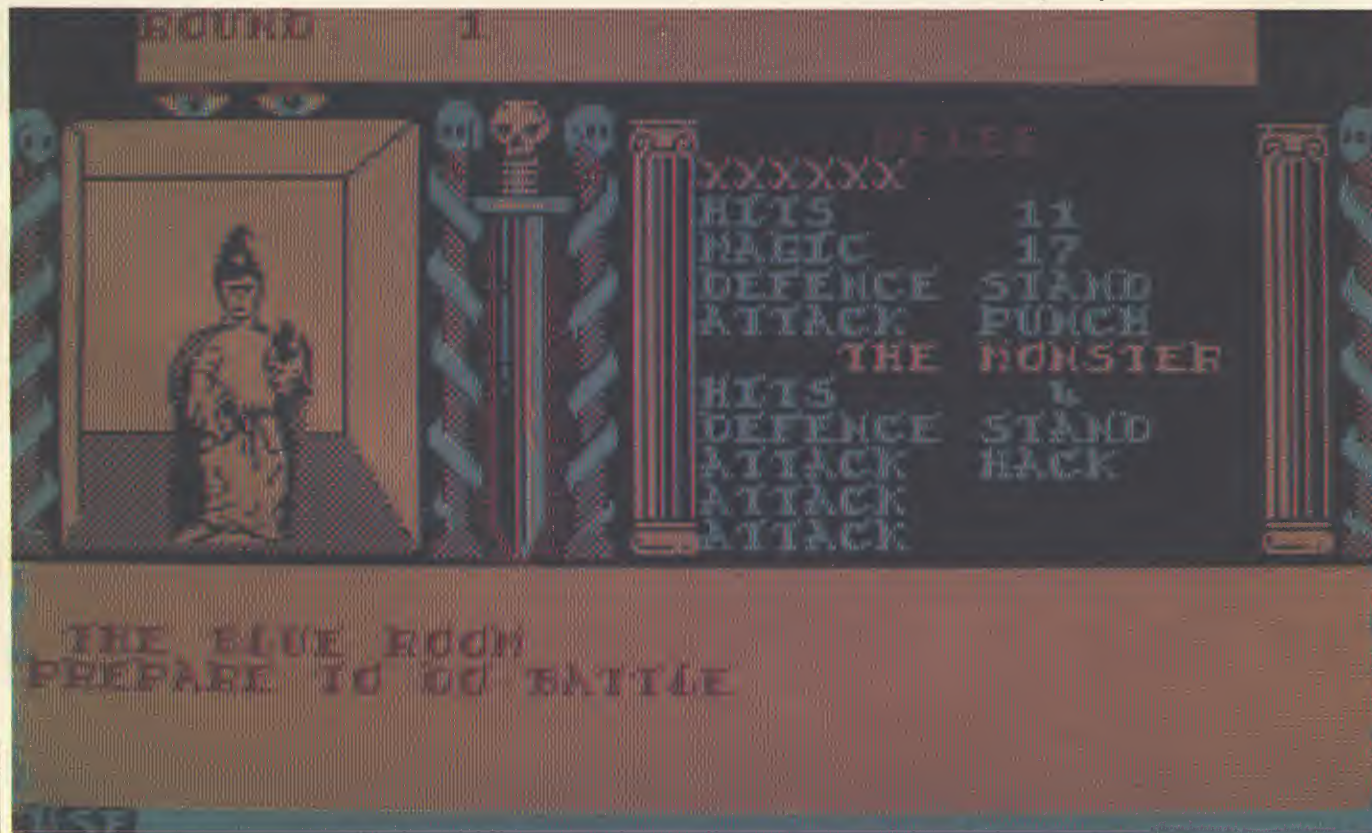 ROUND 1
XXXXXX
HITS 11
MAGIC 17
DEFENCE STAND
ATTACK PUNCH
THE MONSTER
HITS 4
DEFENCE STAND
ATTACK HACK
ATTACK
ATTACK
THE BLUE ROOM
PREPARE TO DO BATTLE
USE